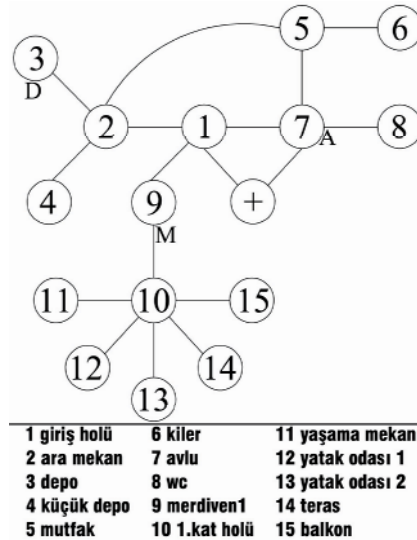 5 6
3
D
2 1 7 A 8
4 9 +
M
11 10 15
12 14
13
1 giriş holü 6 kiler 11 yaşama mekan
2 ara mekan 7 avlu 12 yatak odası 1
3 depo 8 wc 13 yatak odası 2
4 küçük depo 9 merdiven1 14 teras
5 mutfak 10 1.kat holü 15 balkon